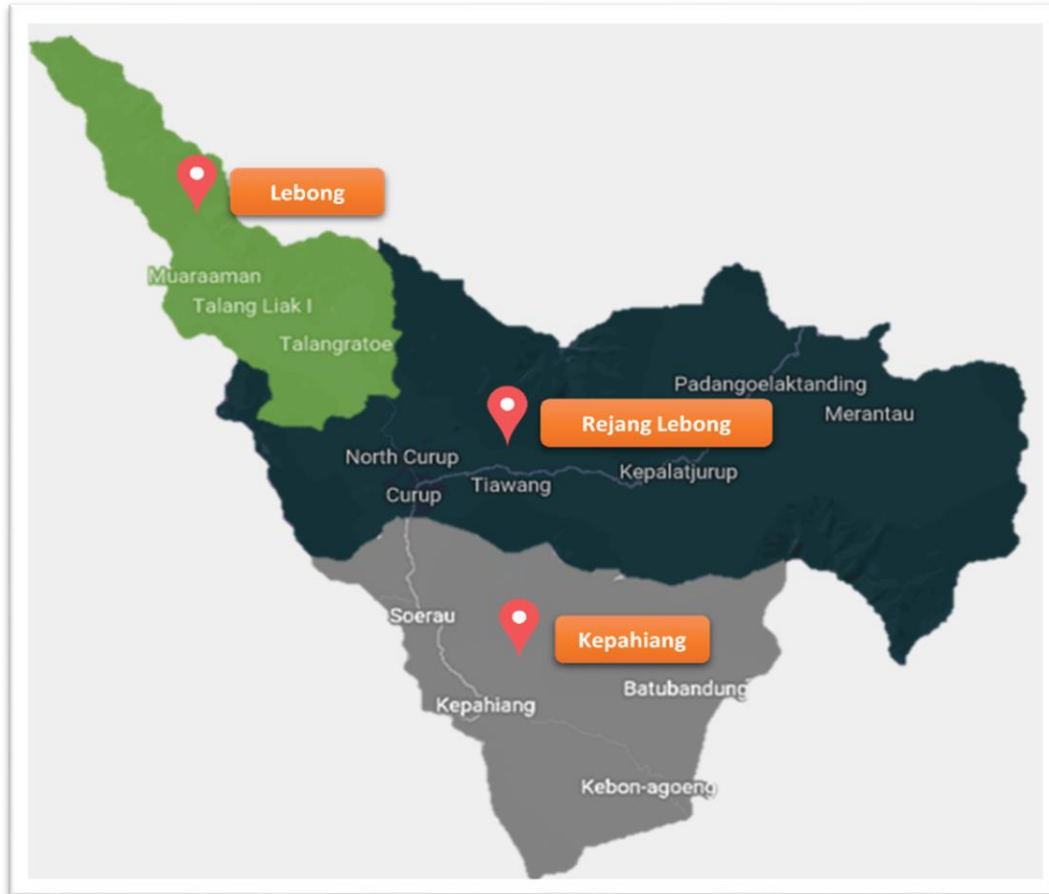 Lebong
Muaraaman
Talang Liak I
Talangratoe
Padangoelaktanding
Merantau
Rejang Lebong
North Curup
Kepalatjurup
Tiawang
Curup
Soerau
Kepahiang
Batubandung
Kepahiang
Kebon-agoeng